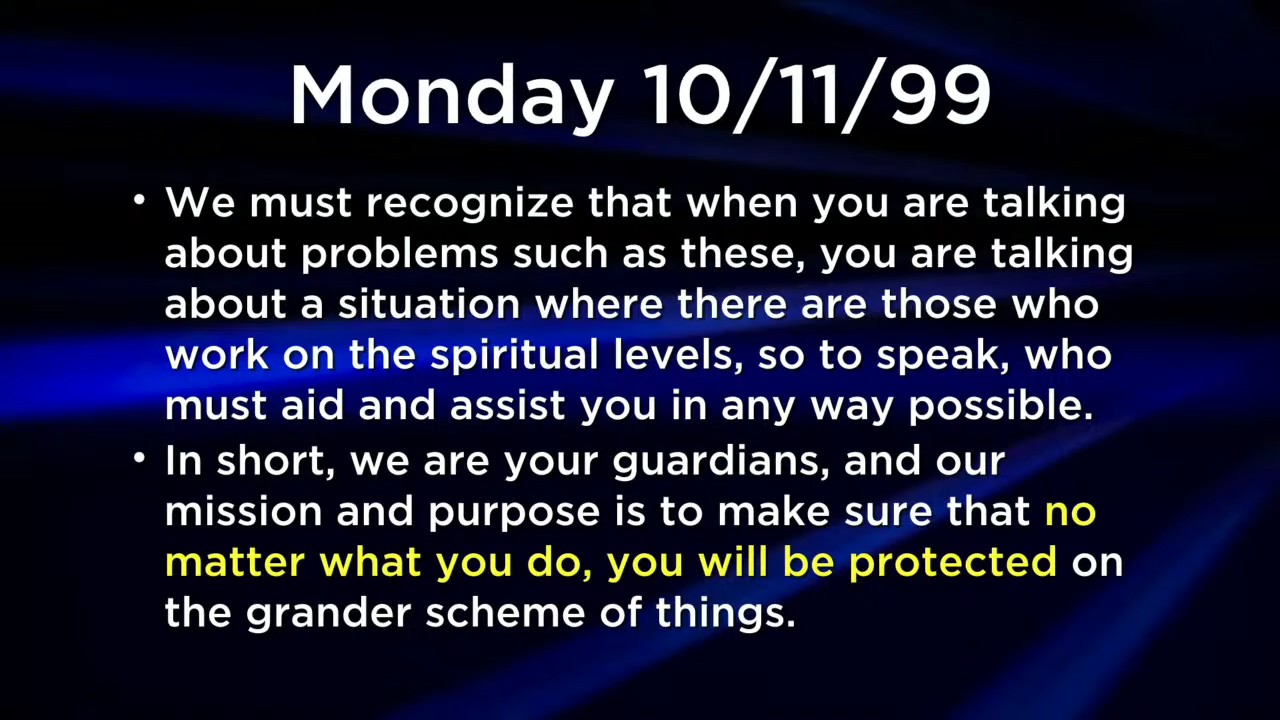 Monday 10/11/99
• We must recognize that when you are talking
about problems such as these, you are talking
about a situation where there are those who
work on the spiritual levels, so to speak, who
must aid and assist you in any way possible.
• In short, we are your guardians, and our
mission and purpose is to make sure that no
matter what you do, you will be protected on
the grander scheme of things.